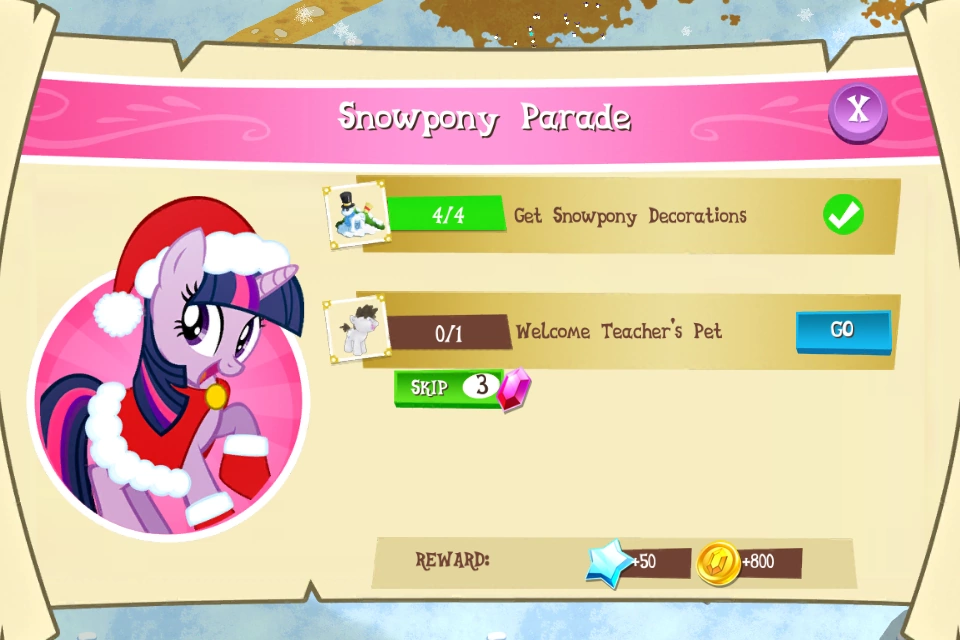 Snowpony Parade
X
4/4 Get Snowpony Decorations
0/1 Welcome Teacher's Pet GO
SKIP 3
REWARD: +50 +800